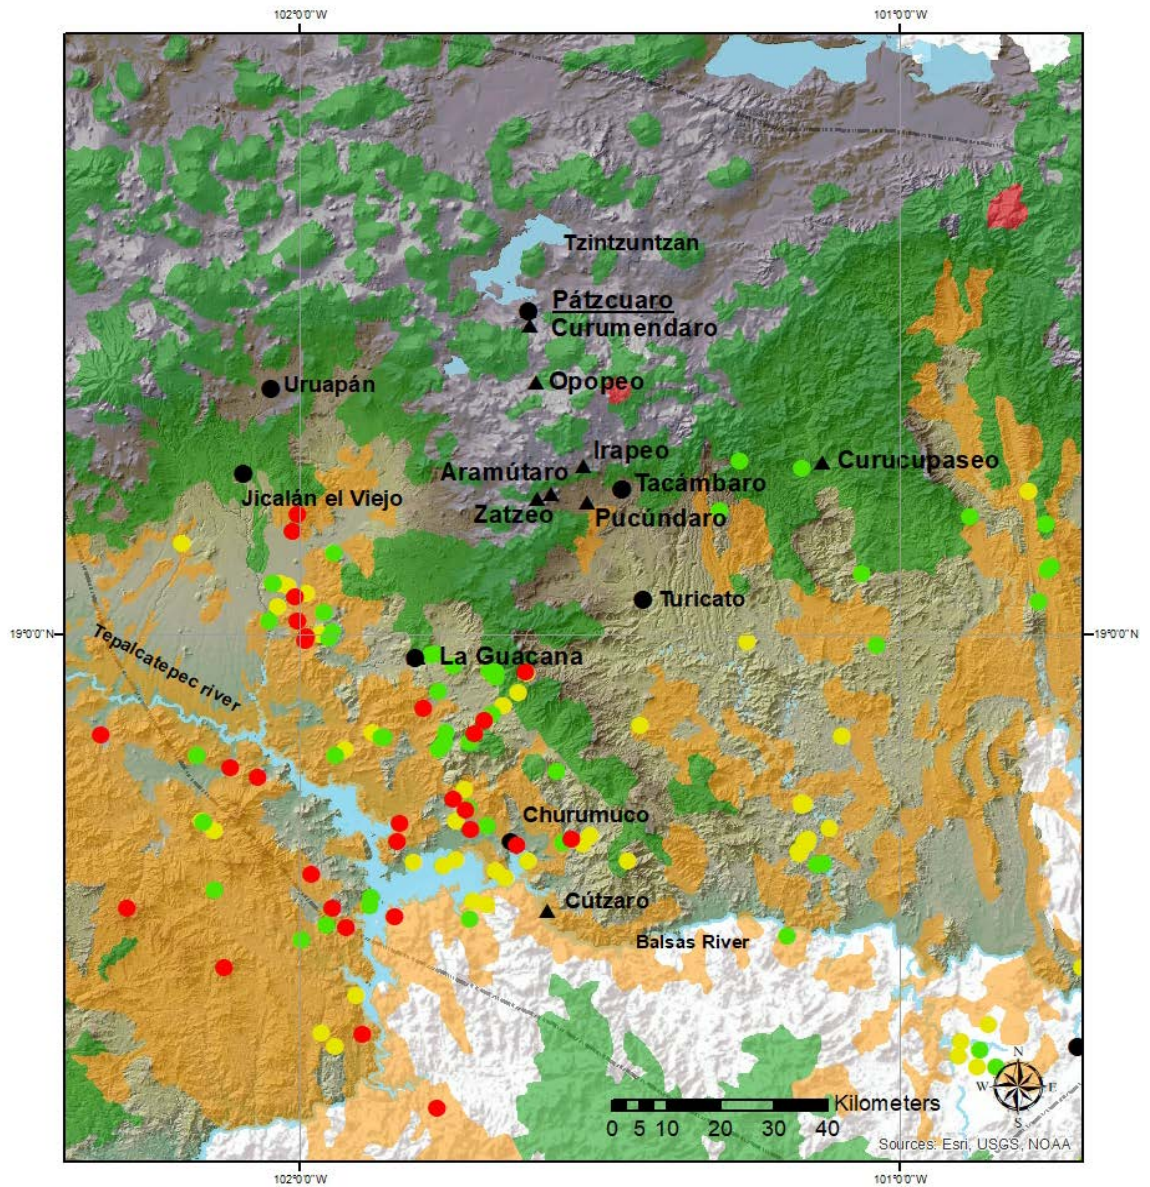 102°0'0"W
101°0'0"W
Tzintzuntzan
Pátzcuaro
Curumendaro
Uruapán
Opopeo
Irapeo
Curucupaseo
Aramútaro
Tacámbaro
Jicalán el Viejo
Zatzeo
Pucúndaro
Turicato
19°0'0"N
19°0'0"N
Tepalcatepec river
La Guacana
Churumuco
Cútzaro
Balsas River
N
W
E
S
Kilometers
0 5 10 20 30 40
Sources: Esri, USGS, NOAA
102°0'0"W
101°0'0"W